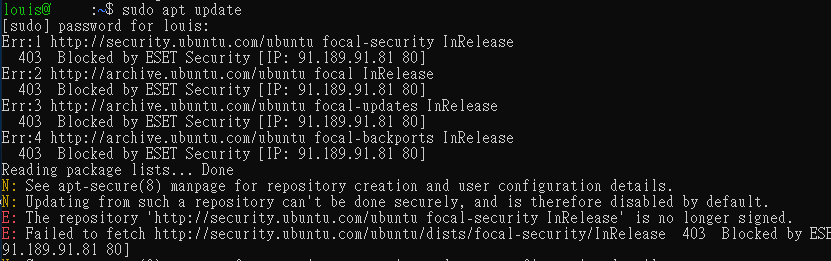 louis@ :~$ sudo apt update
[sudo] password for louis:
Err:1 http://security.ubuntu.com/ubuntu focal-security InRelease
  403  Blocked by ESET Security [IP: 91.189.91.81 80]
Err:2 http://archive.ubuntu.com/ubuntu focal InRelease
  403  Blocked by ESET Security [IP: 91.189.91.81 80]
Err:3 http://archive.ubuntu.com/ubuntu focal-updates InRelease
  403  Blocked by ESET Security [IP: 91.189.91.81 80]
Err:4 http://archive.ubuntu.com/ubuntu focal-backports InRelease
  403  Blocked by ESET Security [IP: 91.189.91.81 80]
Reading package lists... Done
N: See apt-secure(8) manpage for repository creation and user configuration details.
N: Updating from such a repository can't be done securely, and is therefore disabled by default.
E: The repository 'http://security.ubuntu.com/ubuntu focal-security InRelease' is no longer signed.
E: Failed to fetch http://security.ubuntu.com/ubuntu/dists/focal-security/InRelease  403  Blocked by ESE
91.189.91.81 80]